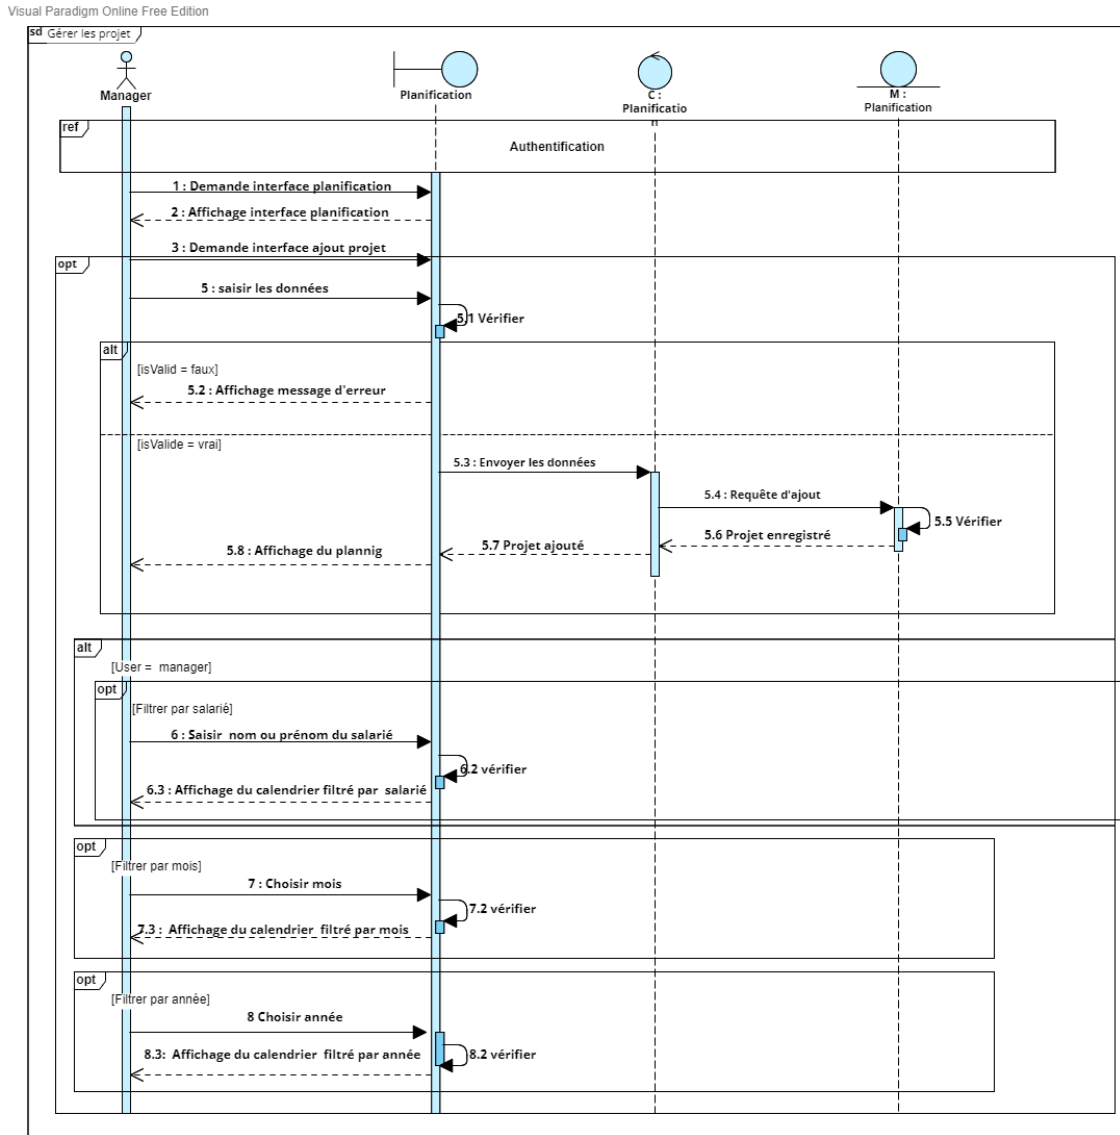 Visual Paradigm Online Free Edition
sd Gérer les projet
Manager
Planification
C :
Planificatio
n
M :
Planification
ref
Authentification
1 : Demande interface planification
2 : Affichage interface planification
3 : Demande interface ajout projet
opt
5 : saisir les données
5.1 Vérifier
alt
[isValid = faux]
5.2 : Affichage message d'erreur
[isValide = vrai]
5.3 : Envoyer les données
5.4 : Requête d'ajout
5.5 Vérifier
5.6 Projet enregistré
5.7 Projet ajouté
5.8 : Affichage du plannig
alt
[User = manager]
opt
[Filtrer par salarié]
6 : Saisir nom ou prénom du salarié
6.2 vérifier
6.3 : Affichage du calendrier filtré par salarié
opt
[Filtrer par mois]
7 : Choisir mois
7.2 vérifier
7.3 : Affichage du calendrier filtré par mois
opt
[Filtrer par année]
8 Choisir année
8.3: Affichage du calendrier filtré par année
8.2 vérifier